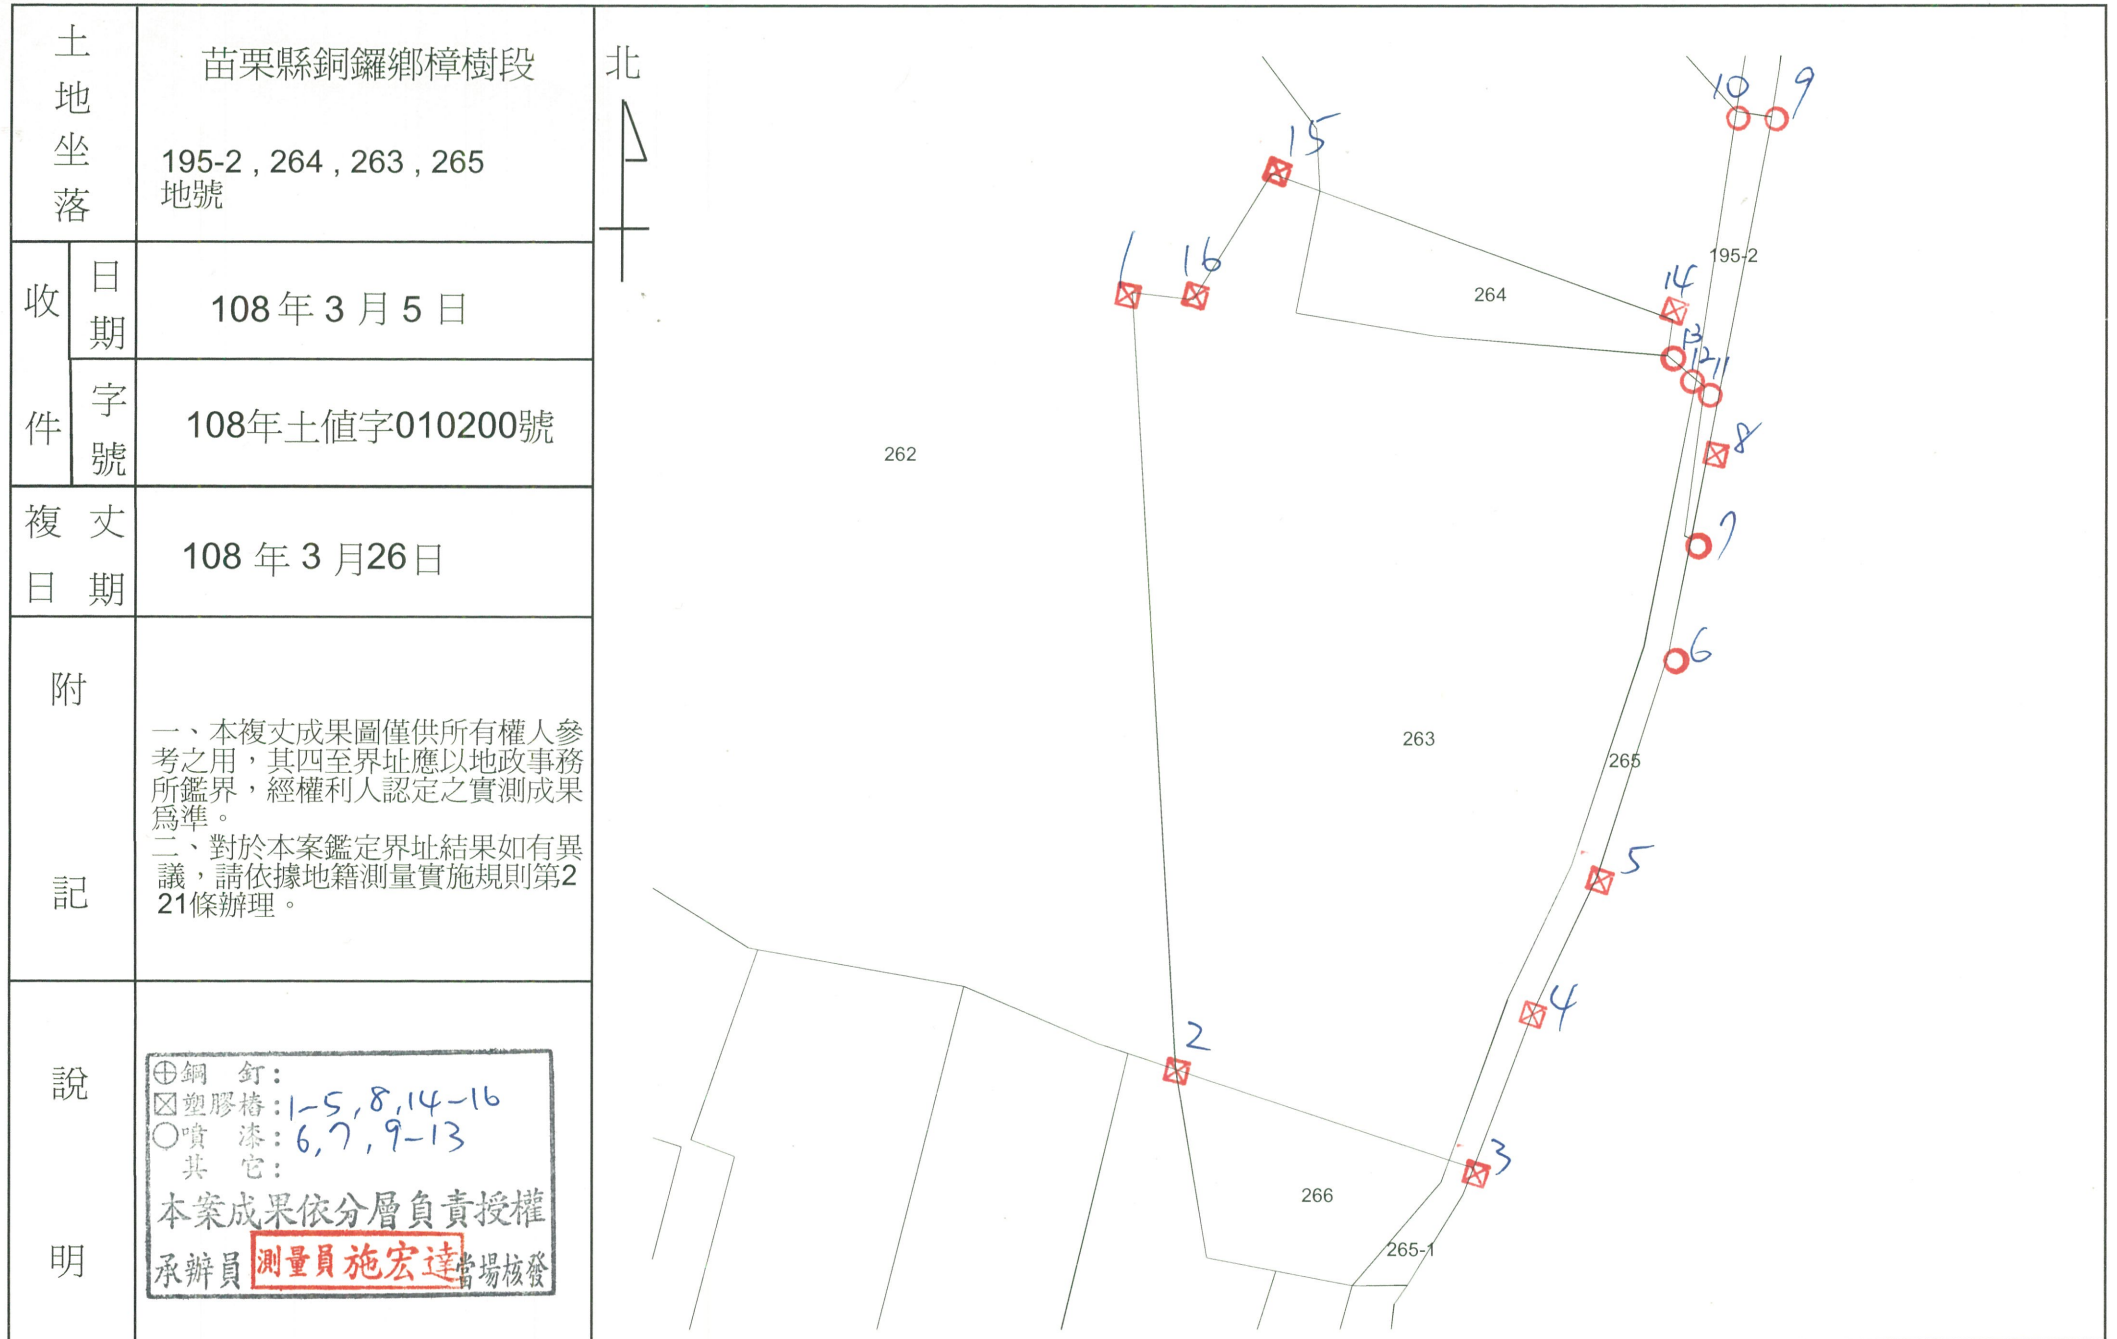 土地坐落
苗栗縣銅鑼鄉樟樹段
195-2 , 264 , 263 , 265
地號
收件
日期
108 年 3 月 5 日
字號
108年土值字010200號
複丈日期
108 年 3 月26日
附記
一、本複丈成果圖僅供所有權人參
考之用，其四至界址應以地政事務
所鑑界，經權利人認定之實測成果
為準。
二、對於本案鑑定界址結果如有異
議，請依據地籍測量實施規則第2
21條辦理。
說明
⊕鋼 釘：
☒塑膠樁：1-5,8,14-16
○噴 漆：6,7,9-13
其 它：
本案成果依分層負責授權
承辦員 測量員施宏達 當場核發
北
10
9
15
1
16
195-2
14
264
13
12
11
8
262
7
6
263
265
5
4
2
3
266
265-1